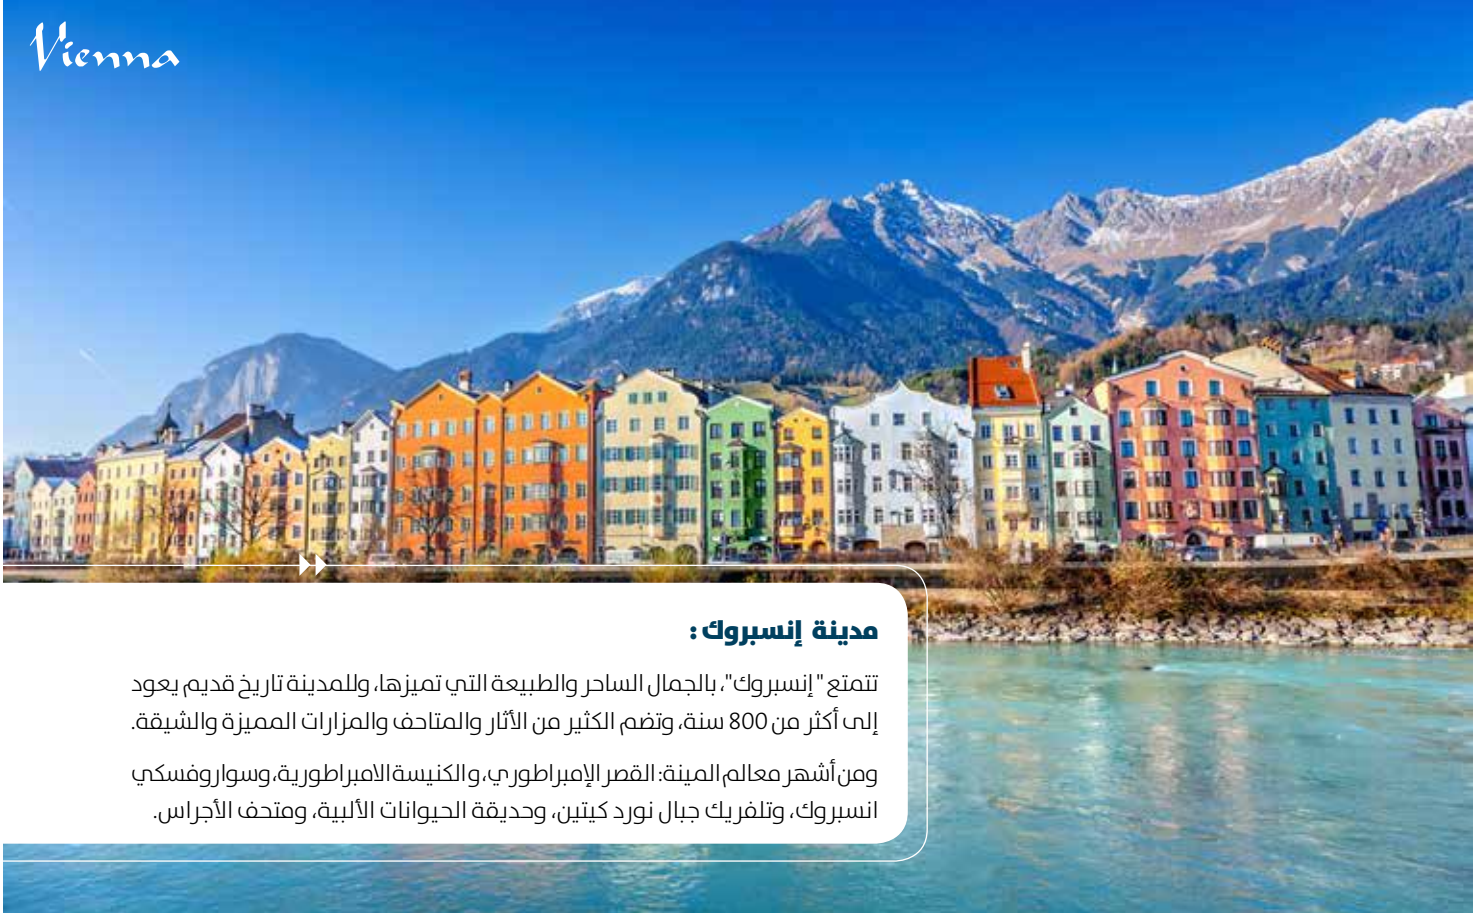 Vienna
مدينة إنسبروك :
تتمتع "إنسبروك"، بالجمال الساحر والطبيعة التي تميزها، وللمدينة تاريخ قديم يعود
إلى أكثر من 800 سنة، وتضم الكثير من الأثار والمتاحف والمزارات المميزة والشيقة.
ومن أشهر معالم المينة: القصر الإمبراطوري، والكنيسة الامبراطورية، وسواروفسكي
انسبروك، وتلفريك جبال نورد كيتين، وحديقة الحيوانات الألبية، ومتحف الأجراس.